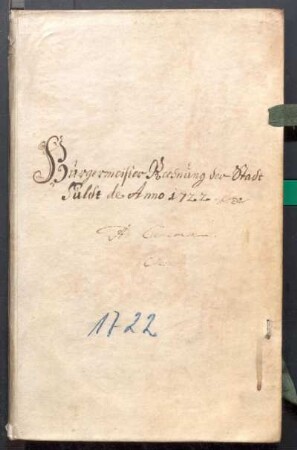 Bürgermeister Rechnung der Stadt
Fuldt de Anno 1722
1722